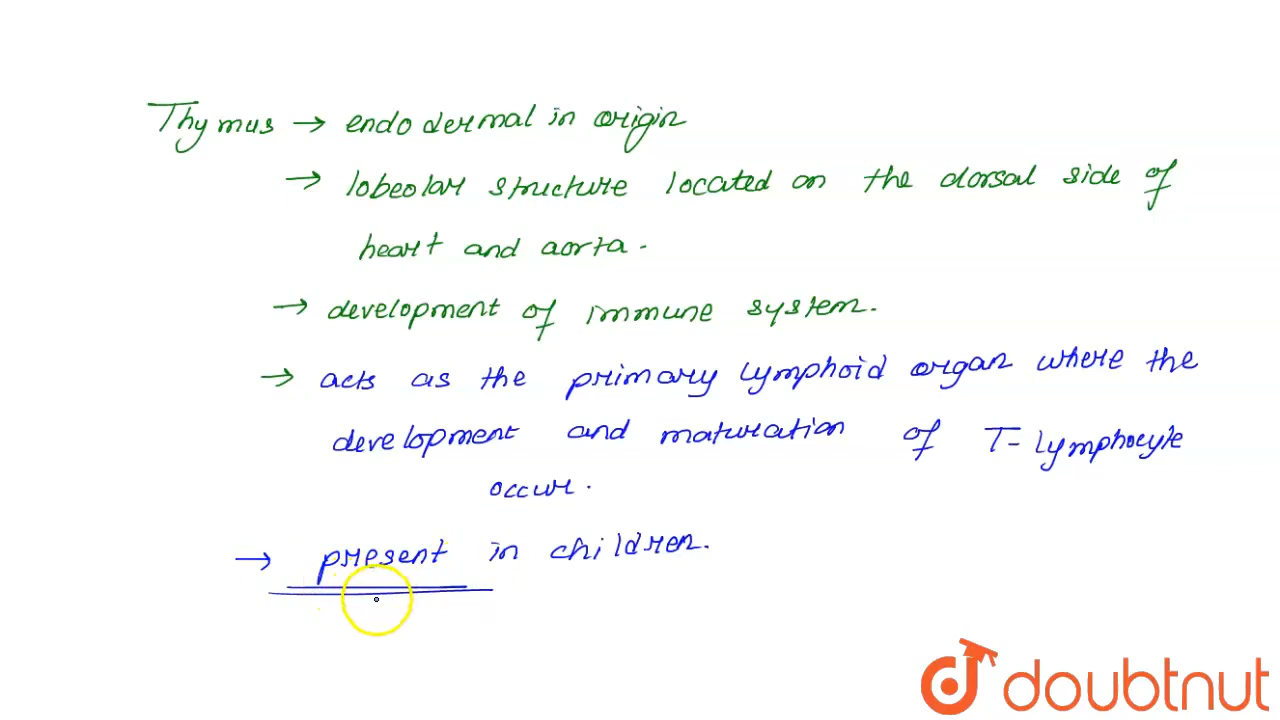 Thymus → endodermal in origin
→ lobeolar structure located on the dorsal side of
heart and aorta.
→ development of immune system.
→ acts as the primary lymphoid organ where the
development and maturation of T-lymphocyte
occur.
→ present in children.
doubtnut